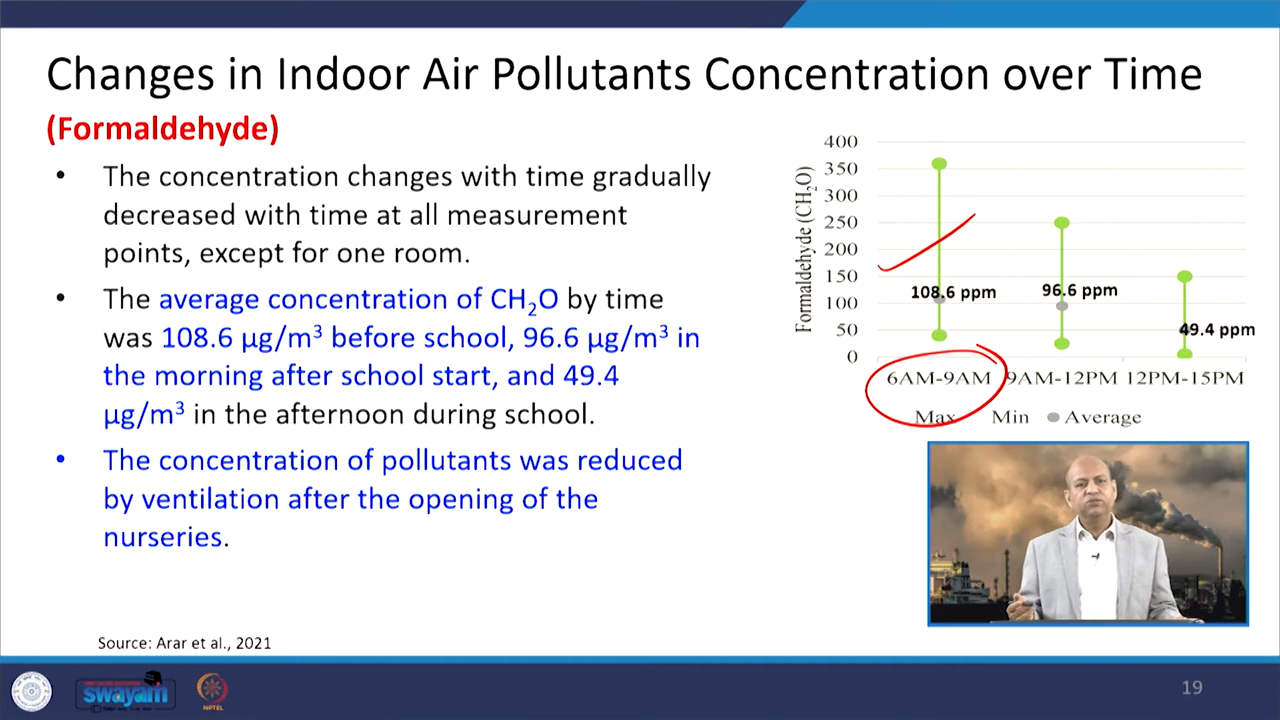 Changes in Indoor Air Pollutants Concentration over Time
(Formaldehyde)
• The concentration changes with time gradually
decreased with time at all measurement
points, except for one room.
• The average concentration of CH₂O by time
was 108.6 µg/m³ before school, 96.6 µg/m³ in
the morning after school start, and 49.4
µg/m³ in the afternoon during school.
• The concentration of pollutants was reduced
by ventilation after the opening of the
nurseries.
Formaldehyde (CH₂O)
400
350
300
250
200
150
100
50
0
108.6 ppm
96.6 ppm
49.4 ppm
6AM-9AM 9AM-12PM 12PM-15PM
Max Min Average
Source: Arar et al., 2021
swayam
NPTEL
19